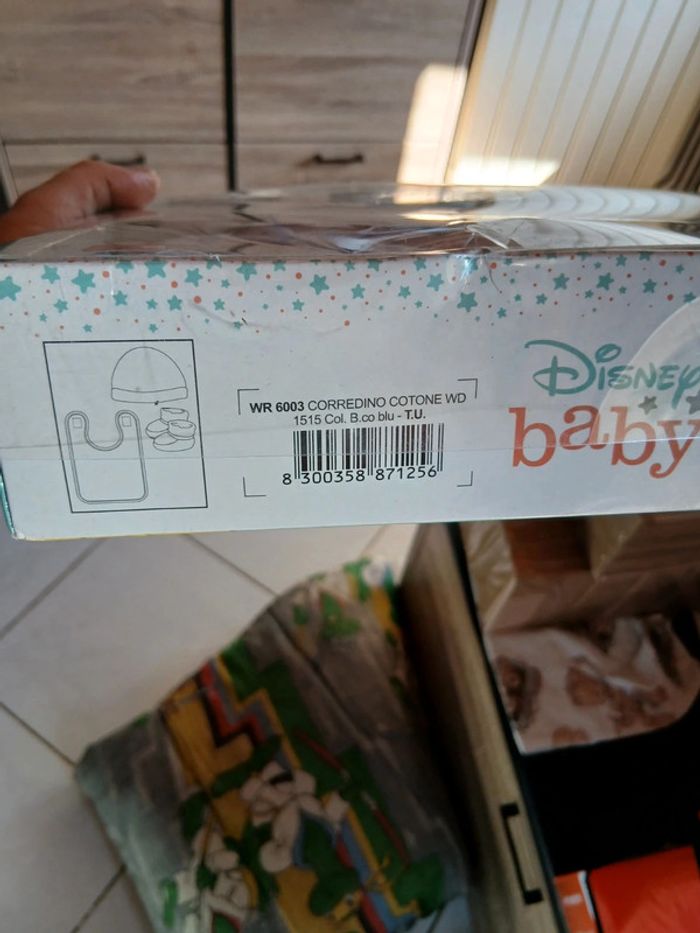 WR 6003 CORREDINO COTONE WD
1515 Col. B.co blu - T.U.
8 300358 871256
Disney
baby